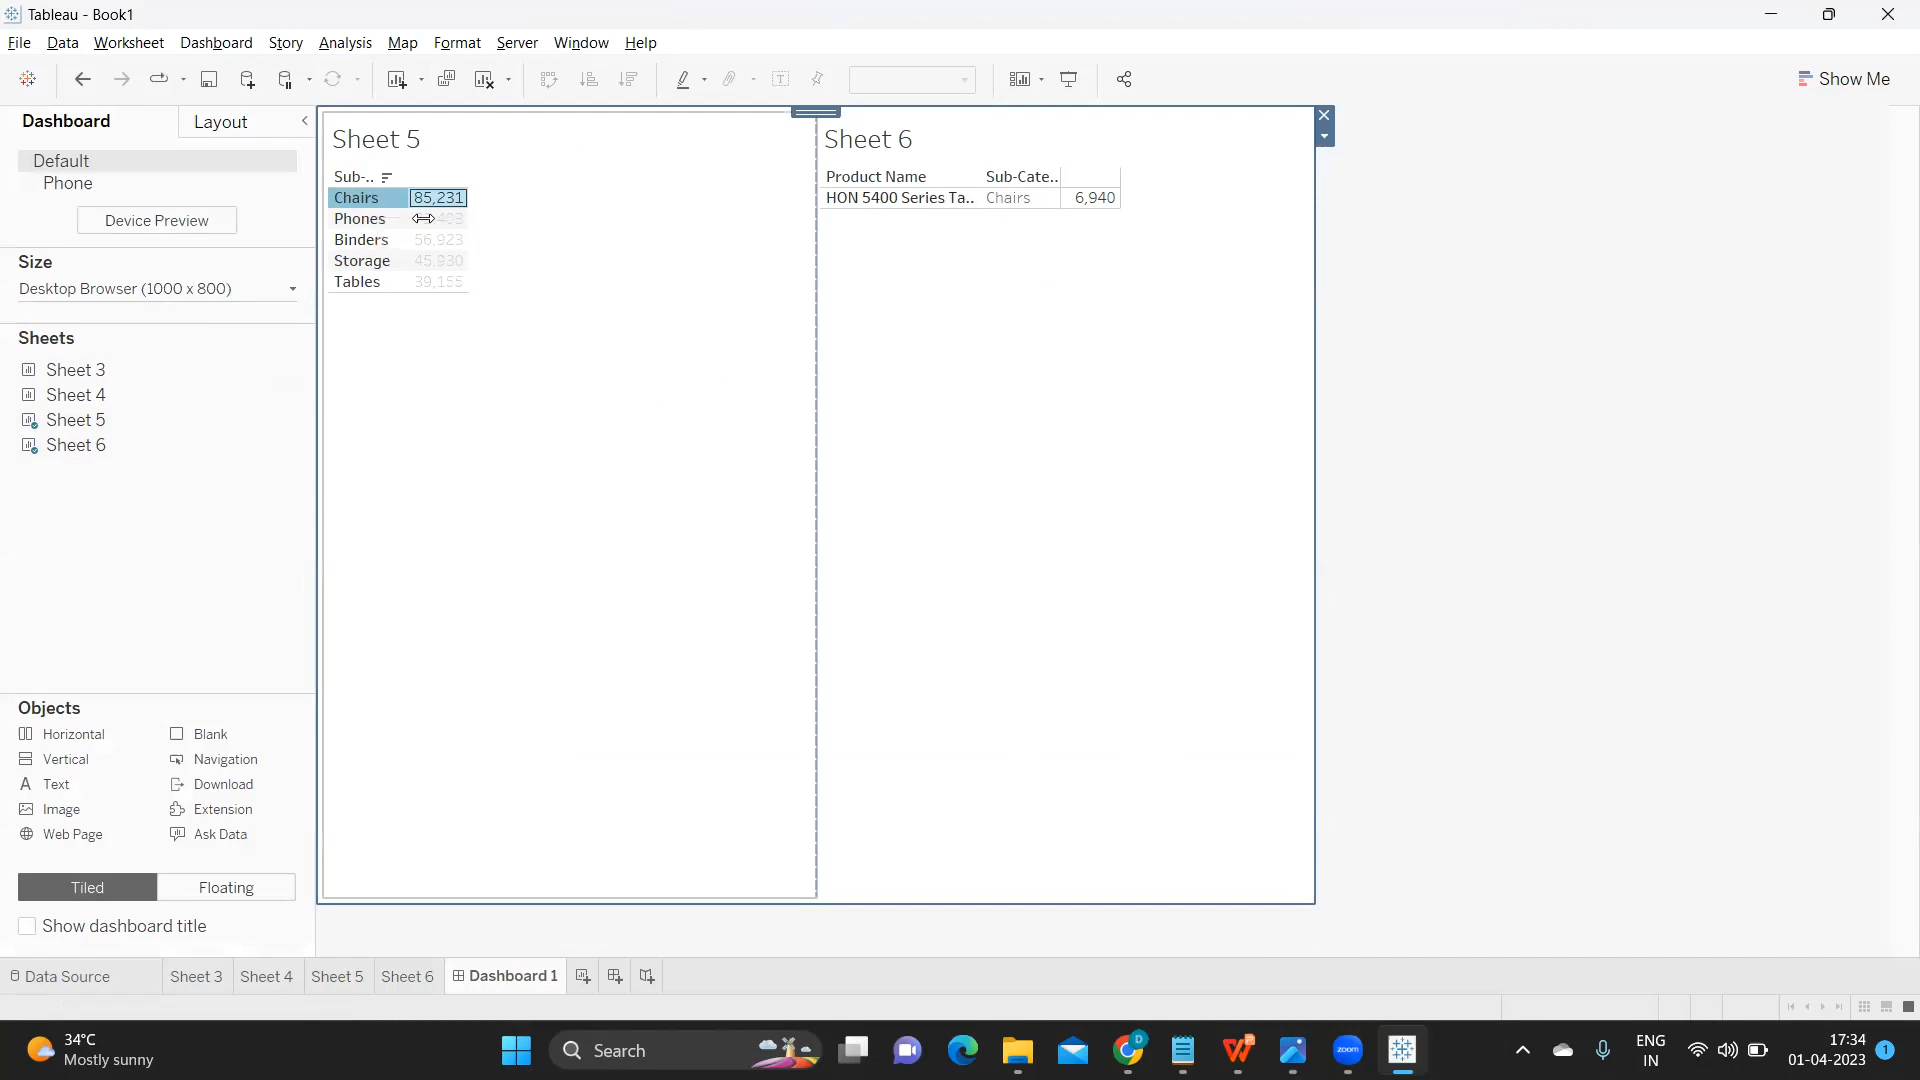 Tableau - Book1
File Data Worksheet Dashboard Story Analysis Map Format Server Window Help
Show Me
Dashboard Layout
Default
Phone
Device Preview
Size
Desktop Browser (1000 x 800)
Sheets
Sheet 3
Sheet 4
Sheet 5
Sheet 6
Objects
Horizontal Blank
Vertical Navigation
Text Download
Image Extension
Web Page Ask Data
Tiled Floating
Show dashboard title
Sheet 5
Sub-..
Chairs 85,231
Phones
Binders 56,923
Storage 45,930
Tables 39,155
Sheet 6
Product Name Sub-Cate..
HON 5400 Series Ta.. Chairs 6,940
Data Source Sheet 3 Sheet 4 Sheet 5 Sheet 6 Dashboard 1
34°C
Mostly sunny
Search
D
zoom
ENG
IN
17:34
01-04-2023
1